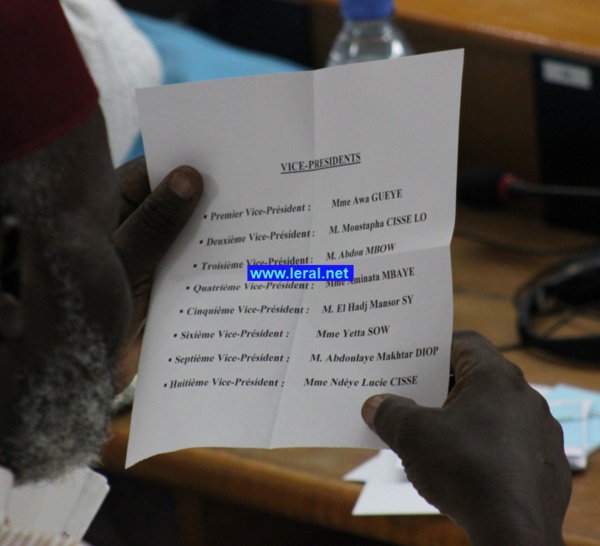 VICE-PRESIDENTS
• Premier Vice-Président : Mme Awa GUEYE
• Deuxième Vice-Président : M. Moustapha CISSE LO
• Troisième Vice-Président : M. Abdou MBOW
www.leral.net
• Quatrième Vice-Président : Mme Aminata MBAYE
• Cinquième Vice-Président : M. El Hadj Mansor SY
• Sixième Vice-Président : Mme Yetta SOW
• Septième Vice-Président : M. Abdoulaye Makhtar DIOP
• Huitième Vice-Président : Mme Ndèye Lucie CISSE